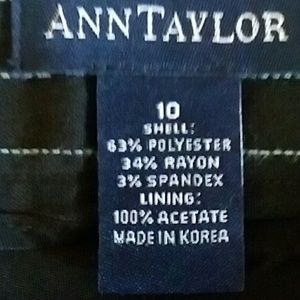 ANNTAYLOR
10
SHELL:
63% POLYESTER
34% RAYON
3% SPANDEX
LINING:
100% ACETATE
MADE IN KOREA